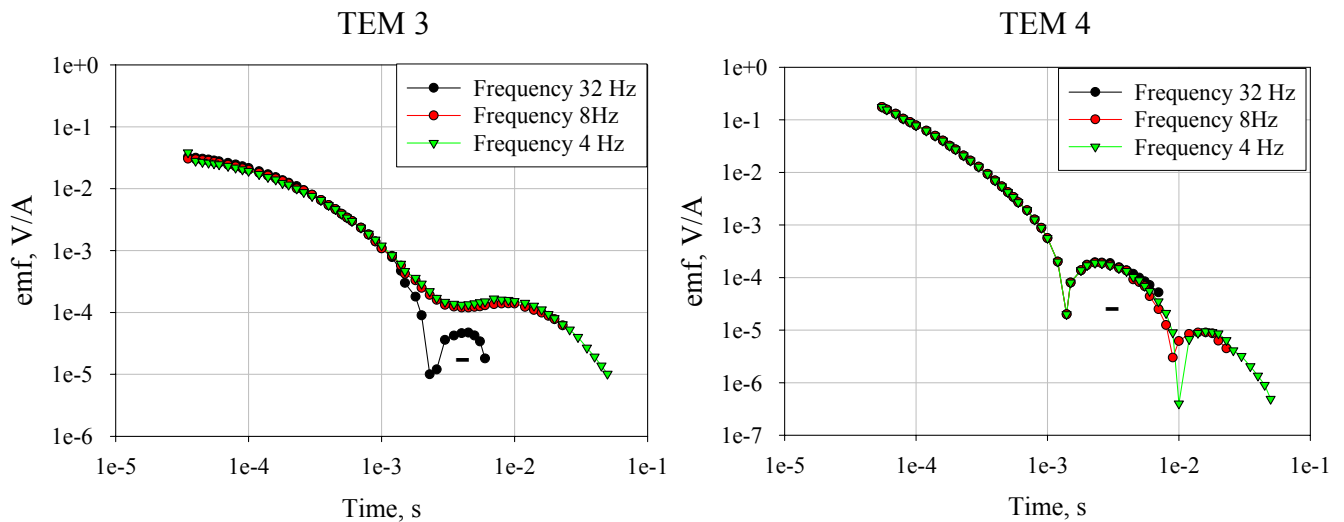 TEM 3
1e+0
1e-1
1e-2
1e-3
1e-4
1e-5
1e-6
emf, V/A
Frequency 32 Hz
Frequency 8Hz
Frequency 4 Hz
1e-5 1e-4 1e-3 1e-2 1e-1
Time, s
TEM 4
1e+0
1e-1
1e-2
1e-3
1e-4
1e-5
1e-6
1e-7
emf, V/A
Frequency 32 Hz
Frequency 8Hz
Frequency 4 Hz
1e-5 1e-4 1e-3 1e-2 1e-1
Time, s